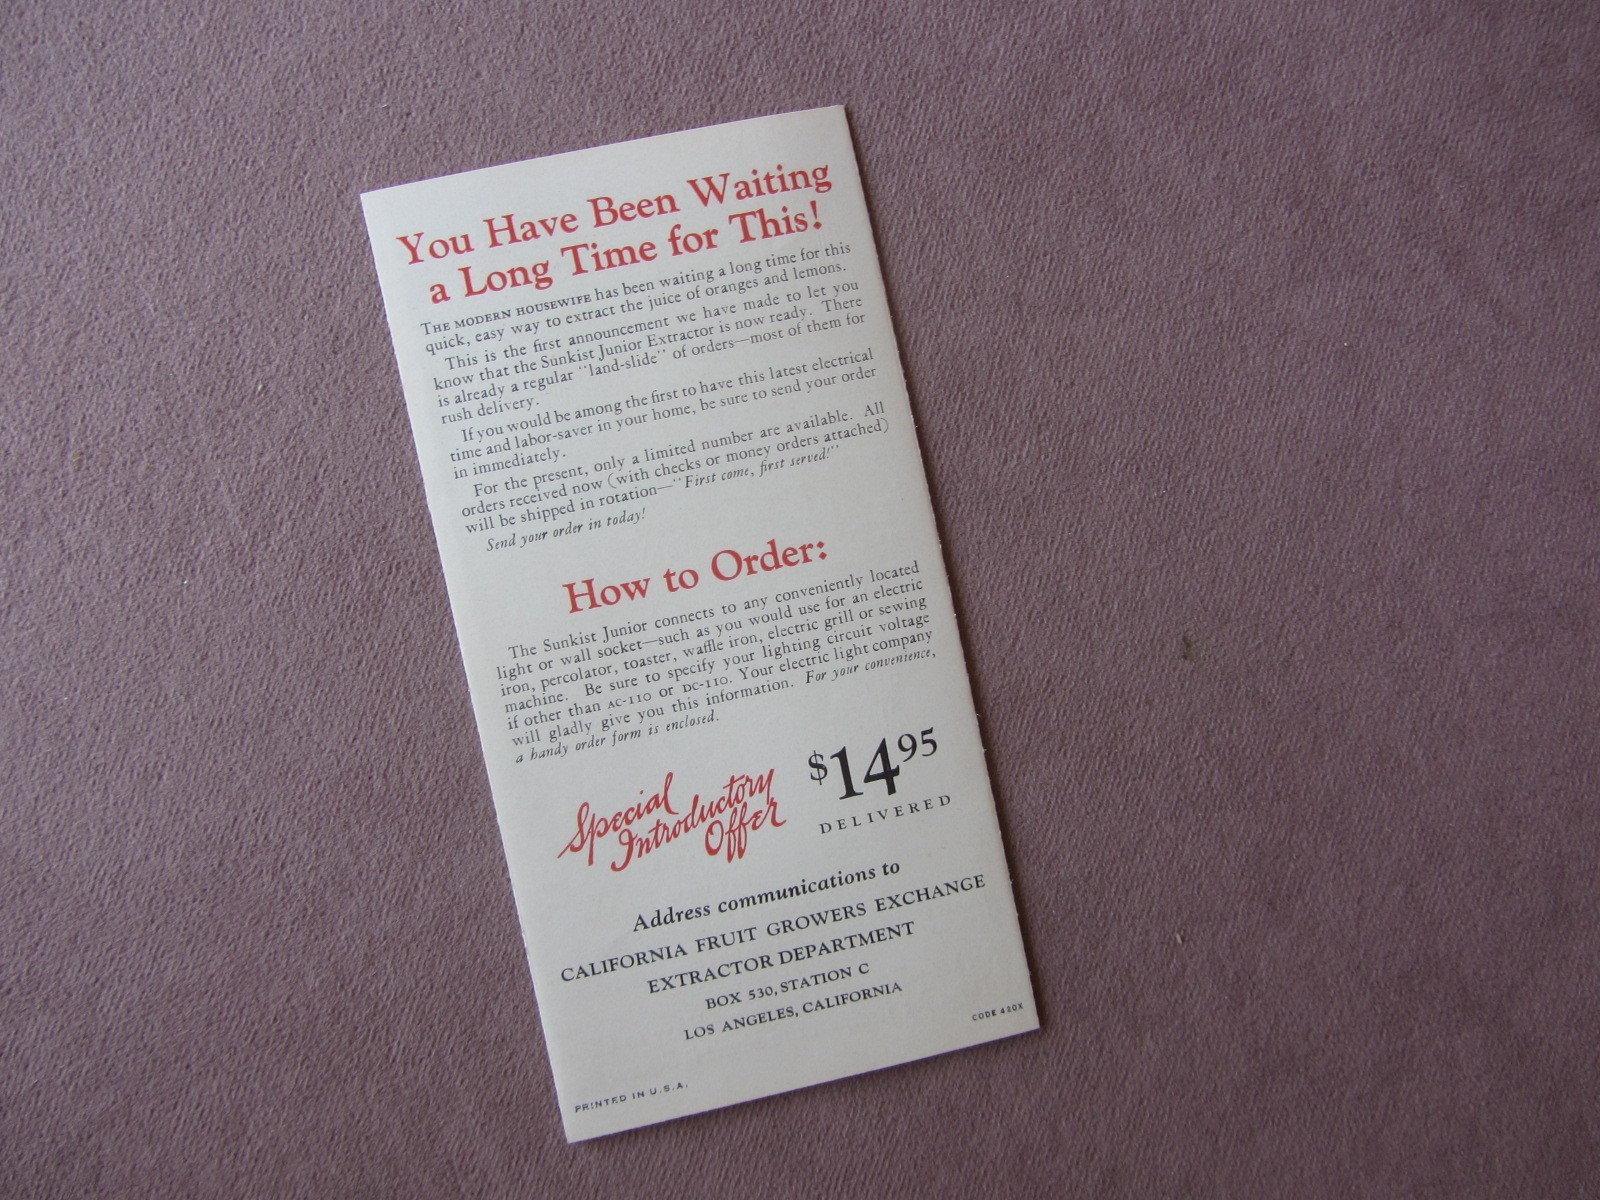 You Have Been Waiting
a Long Time for This!
THE MODERN HOUSEWIFE has been waiting a long time for this
quick, easy way to extract the juice of oranges and lemons.
This is the first announcement we have made to let you
know that the Sunkist Junior Extractor is now ready. There
is already a regular "land-slide" of orders—most of them for
rush delivery.
If you would be among the first to have this latest electrical
time and labor-saver in your home, be sure to send your order
in immediately.
For the present, only a limited number are available. All
orders received now (with checks or money orders attached)
will be shipped in rotation—"First come, first served!"
Send your order in today!
How to Order:
The Sunkist Junior connects to any conveniently located
light or wall socket—such as you would use for an electric
iron, percolator, toaster, waffle iron, electric grill or sewing
machine. Be sure to specify your lighting circuit voltage
if other than AC-110 or DC-110. Your electric light company
will gladly give you this information. For your convenience,
a handy order form is enclosed.
Special
Introductory
Offer
$14.95
DELIVERED
Address communications to
CALIFORNIA FRUIT GROWERS EXCHANGE
EXTRACTOR DEPARTMENT
BOX 530, STATION C
LOS ANGELES, CALIFORNIA
CODE 420X
PRINTED IN U.S.A.